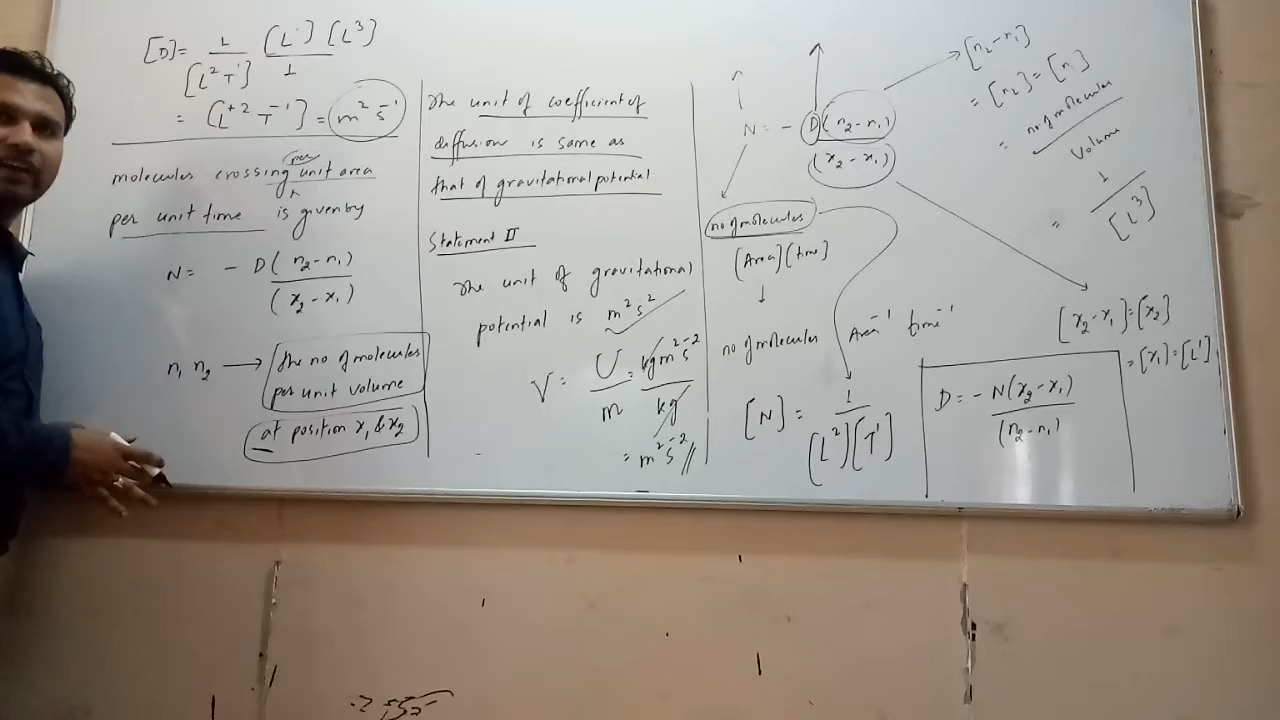 [D] = L [L¹] [L³]
[L² T¹] 1
= [L⁺² T⁻¹] = m² s⁻¹
per
molecules crossing unit area
per unit time is given by
N = - D (n₂ - n₁)
(x₂ - x₁)
n₁ n₂ → the no of molecules
per unit volume
at position x₁ & x₂
The unit of coefficient of
diffusion is same as
that of gravitational potential
Statement II
The unit of gravitational
potential is m² s²
V = U = kg m² s⁻²
m kg
= m² s⁻² //
N = - D (n₂ - n₁)
(x₂ - x₁)
no of molecules
[Area] [time]
no of molecules Area⁻¹ time⁻¹
[N] = 1
[L²] [T¹]
[n₂ - n₁]
= [n₂] = [n₁]
= no of molecules
Volume
= 1
[L³]
[x₂ - x₁] = [x₂]
= [x₁] = [L¹]
D = - N (x₂ - x₁)
(n₂ - n₁)